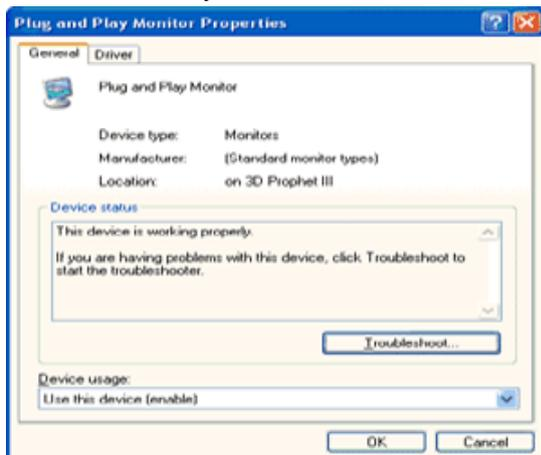 Plug and Play Monitor Properties
General Driver
Plug and Play Monitor
Device type: Monitors
Manufacturer: (Standard monitor types)
Location: on 3D Prophet III
Device status
This device is working properly.
If you are having problems with this device, click Troubleshoot to
start the troubleshooter.
Troubleshoot...
Device usage:
Use this device (enable)
OK Cancel